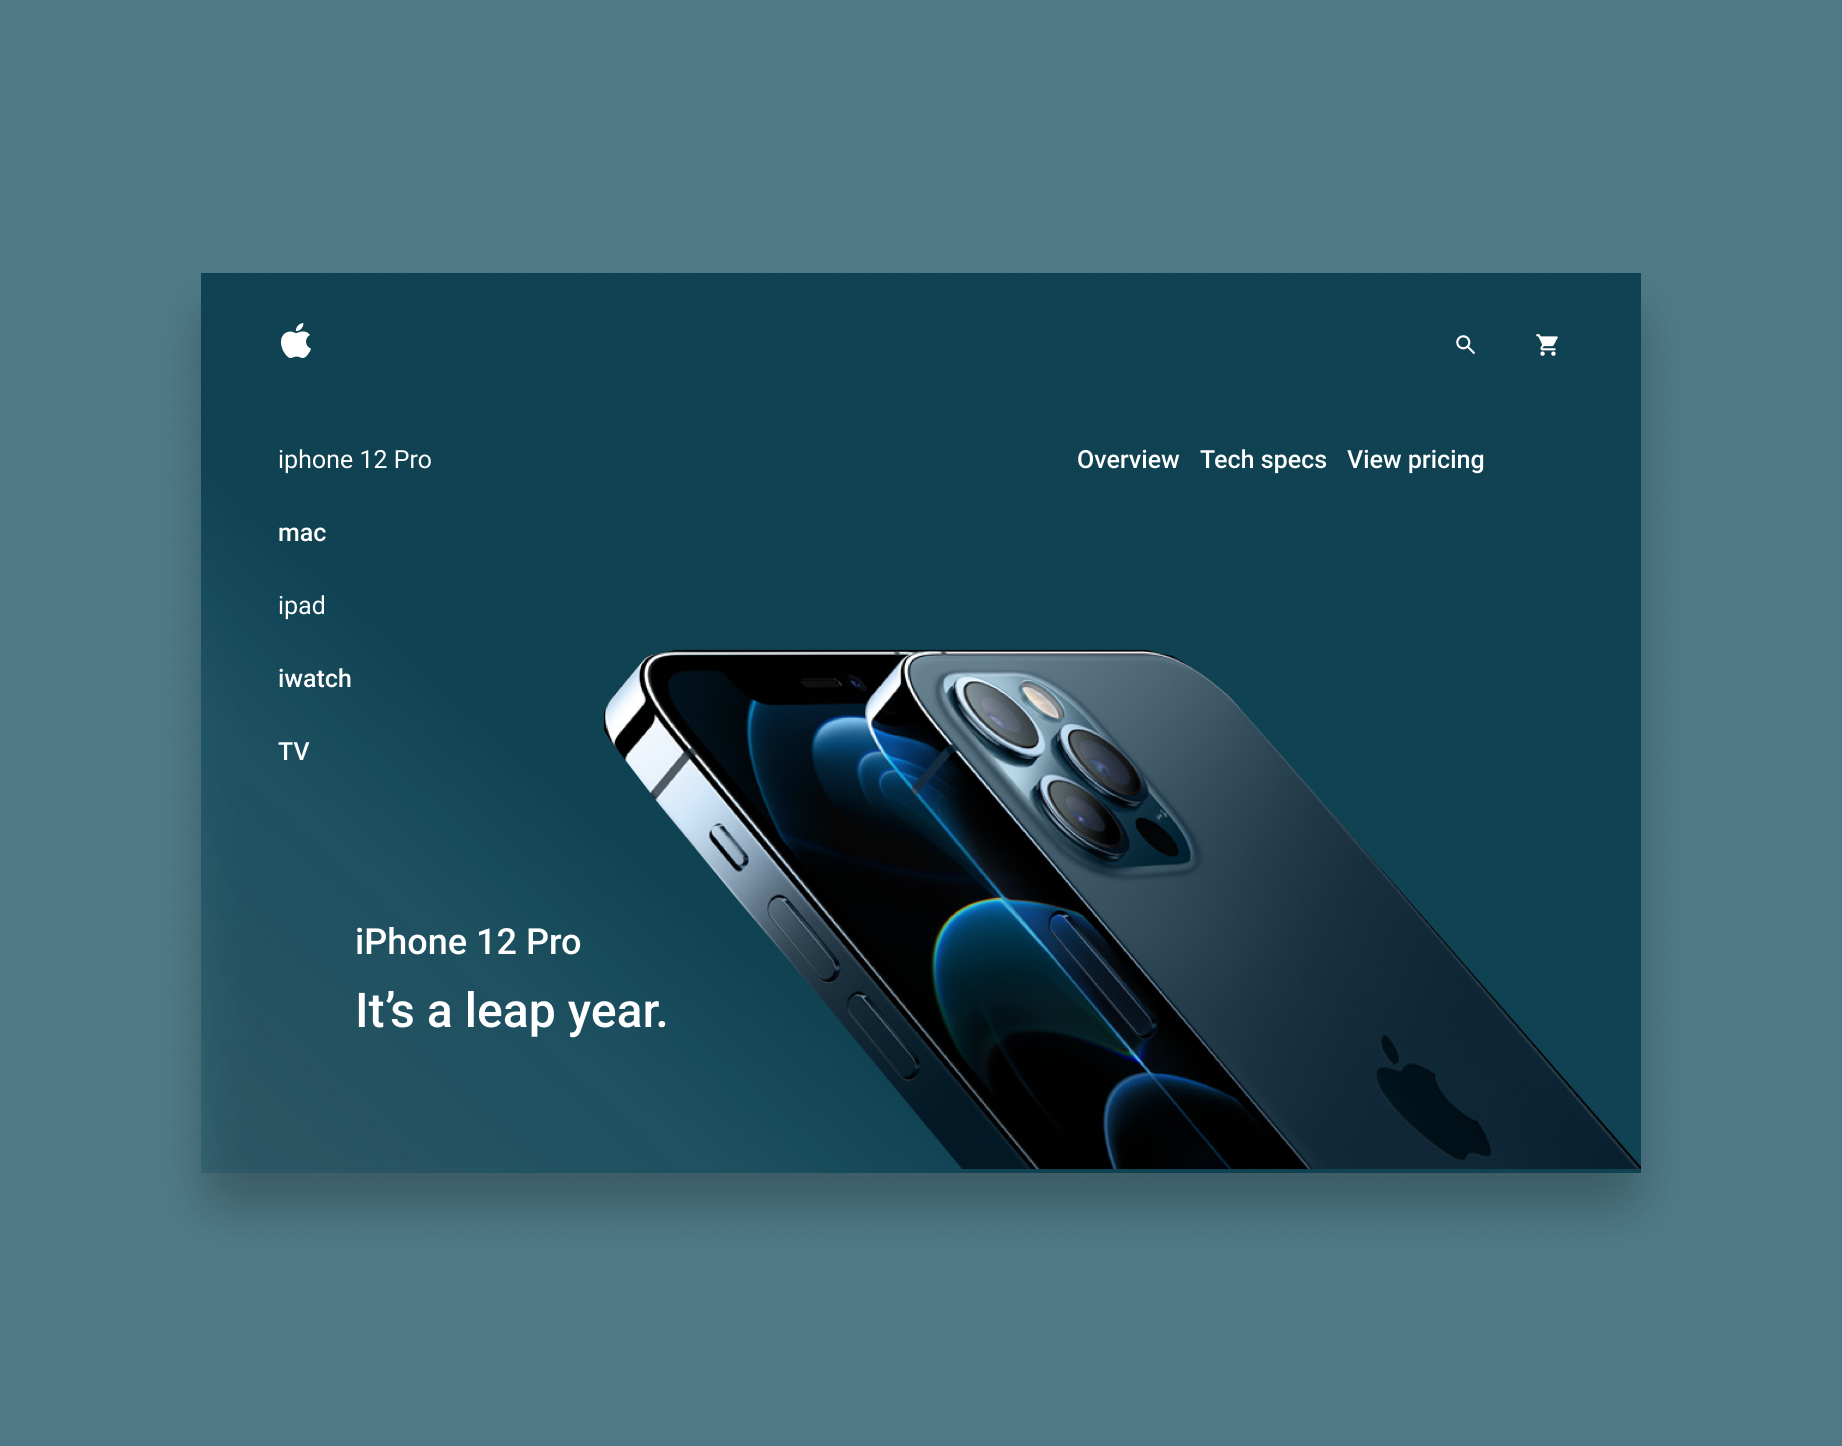 iphone 12 Pro
Overview Tech specs View pricing
mac
ipad
iwatch
TV
iPhone 12 Pro
It’s a leap year.